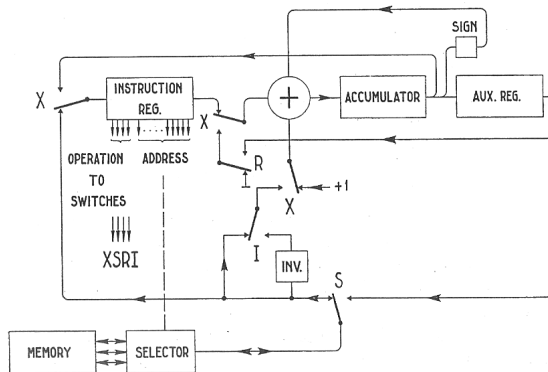 SIGN
X
INSTRUCTION
REG.
X
+
ACCUMULATOR
AUX. REG.
OPERATION
TO
SWITCHES
ADDRESS
R
+1
X
XSRI
I
INV.
S
MEMORY
SELECTOR